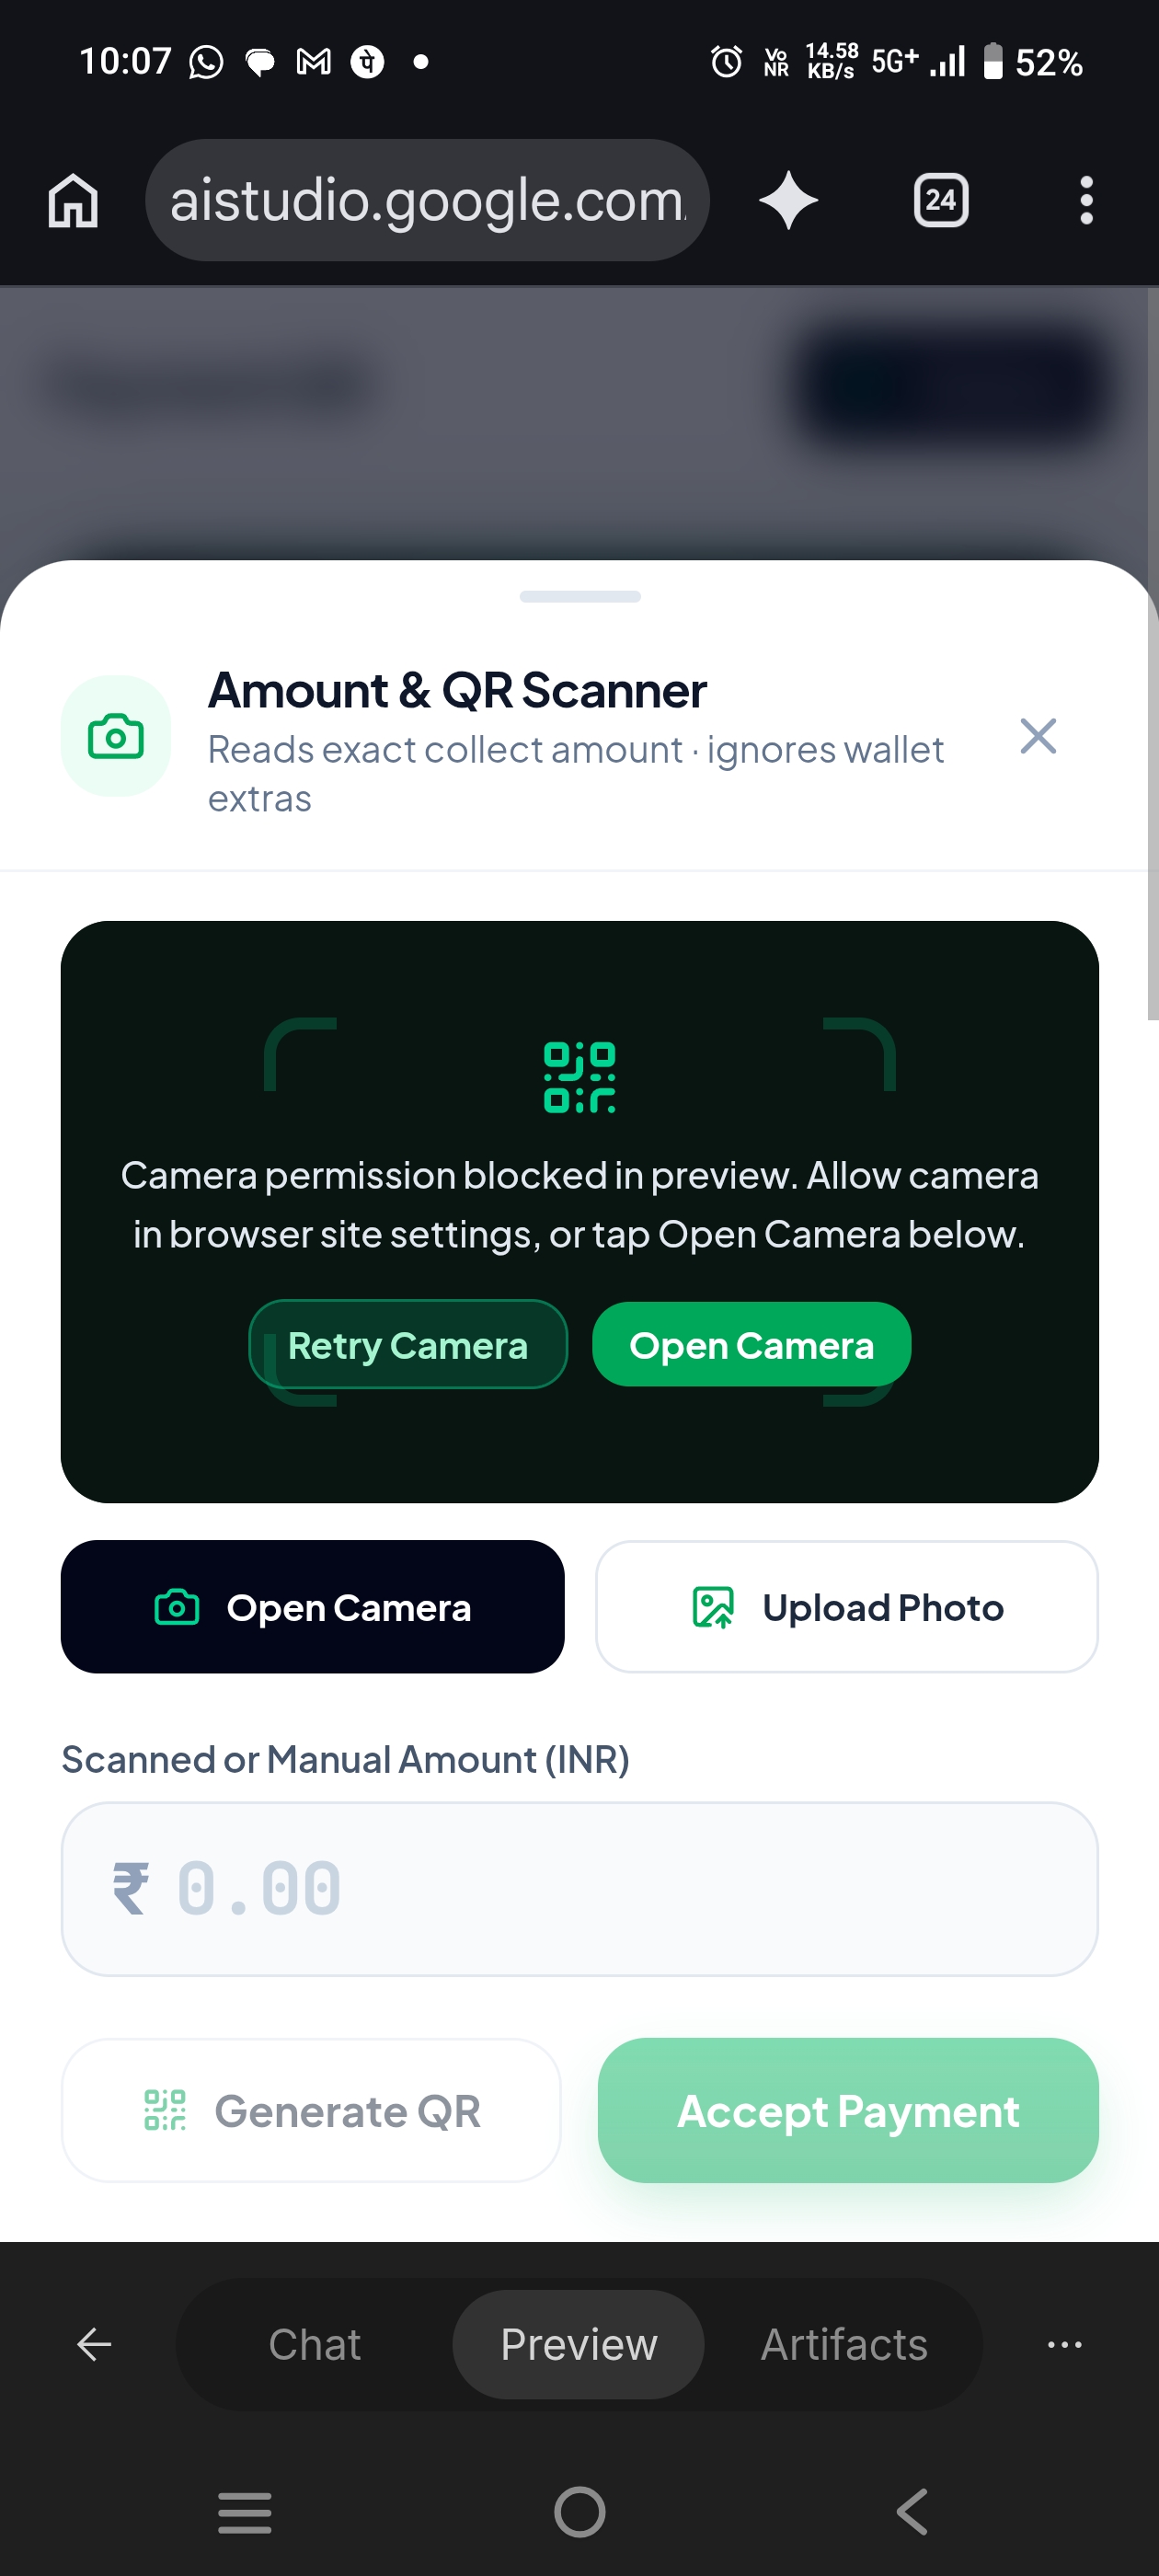 10:07
Vo
NR
14.58
KB/s
5G+
52%
aistudio.google.com
24
Amount & QR Scanner
Reads exact collect amount · ignores wallet
extras
Camera permission blocked in preview. Allow camera
in browser site settings, or tap Open Camera below.
Retry Camera
Open Camera
Open Camera
Upload Photo
Scanned or Manual Amount (INR)
₹ 0.00
Generate QR
Accept Payment
Chat
Preview
Artifacts